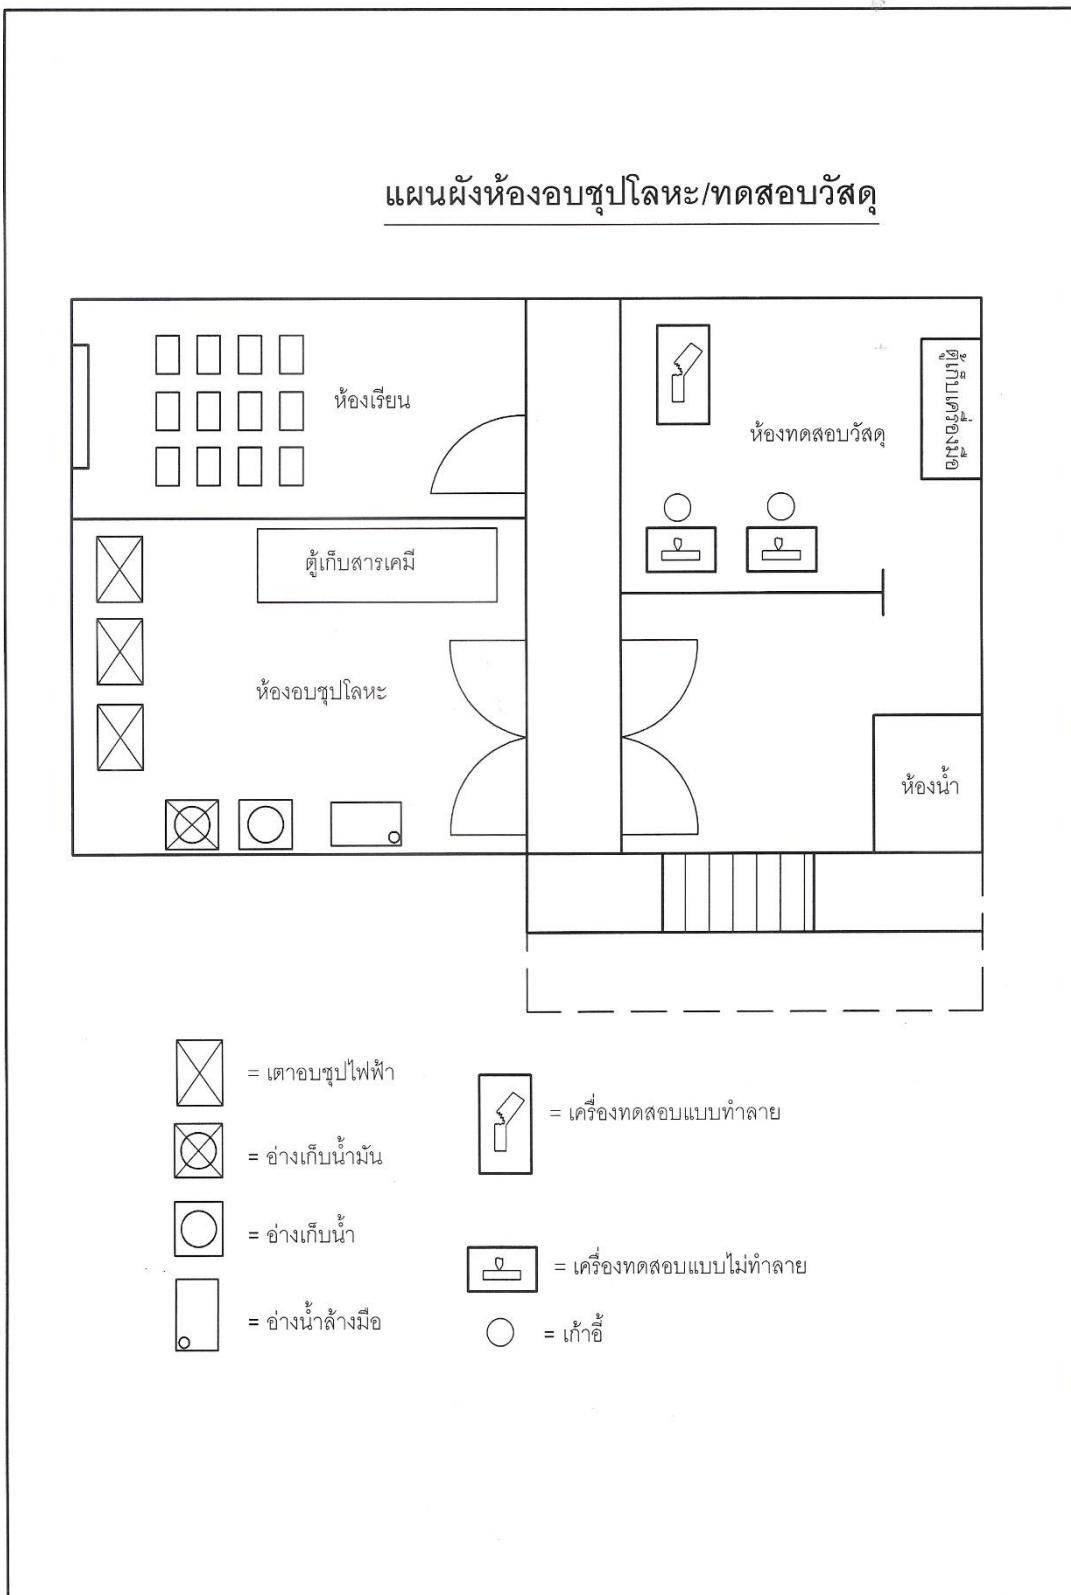 แผนผังห้องอบชุปโลหะ/ทดสอบวัสดุ
ห้องเรียน
ห้องทดสอบวัสดุ
ตู้เก็บเครื่องมือ
ตู้เก็บสารเคมี
ห้องอบชุปโลหะ
ห้องน้ำ
= เตาอบชุปไฟฟ้า
= อ่างเก็บน้ำมัน
= อ่างเก็บน้ำ
= อ่างน้ำล้างมือ
= เครื่องทดสอบแบบทำลาย
= เครื่องทดสอบแบบไม่ทำลาย
= เก้าอี้